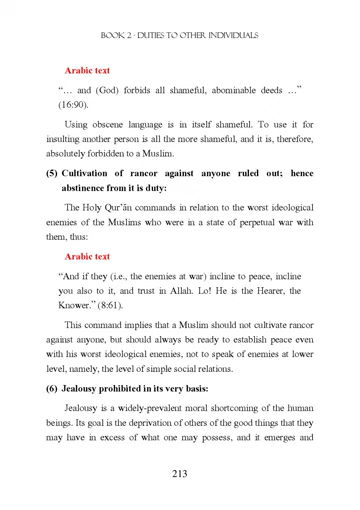 BOOK 2 - DUTIES TO OTHER INDIVIDUALS
Arabic text
“… and (God) forbids all shameful, abominable deeds …”
(16:90).
Using obscene language is in itself shameful. To use it for
insulting another person is all the more shameful, and it is, therefore,
absolutely forbidden to a Muslim.
(5) Cultivation of rancor against anyone ruled out; hence
abstinence from it is duty:
The Holy Qur’ān commands in relation to the worst ideological
enemies of the Muslims who were in a state of perpetual war with
them, thus:
Arabic text
“And if they (i.e., the enemies at war) incline to peace, incline
you also to it, and trust in Allah. Lo! He is the Hearer, the
Knower.” (8:61).
This command implies that a Muslim should not cultivate rancor
against anyone, but should always be ready to establish peace even
with his worst ideological enemies, not to speak of enemies at lower
level, namely, the level of simple social relations.
(6) Jealousy prohibited in its very basis:
Jealousy is a widely-prevalent moral shortcoming of the human
beings. Its goal is the deprivation of others of the good things that they
may have in excess of what one may possess, and it emerges and
213